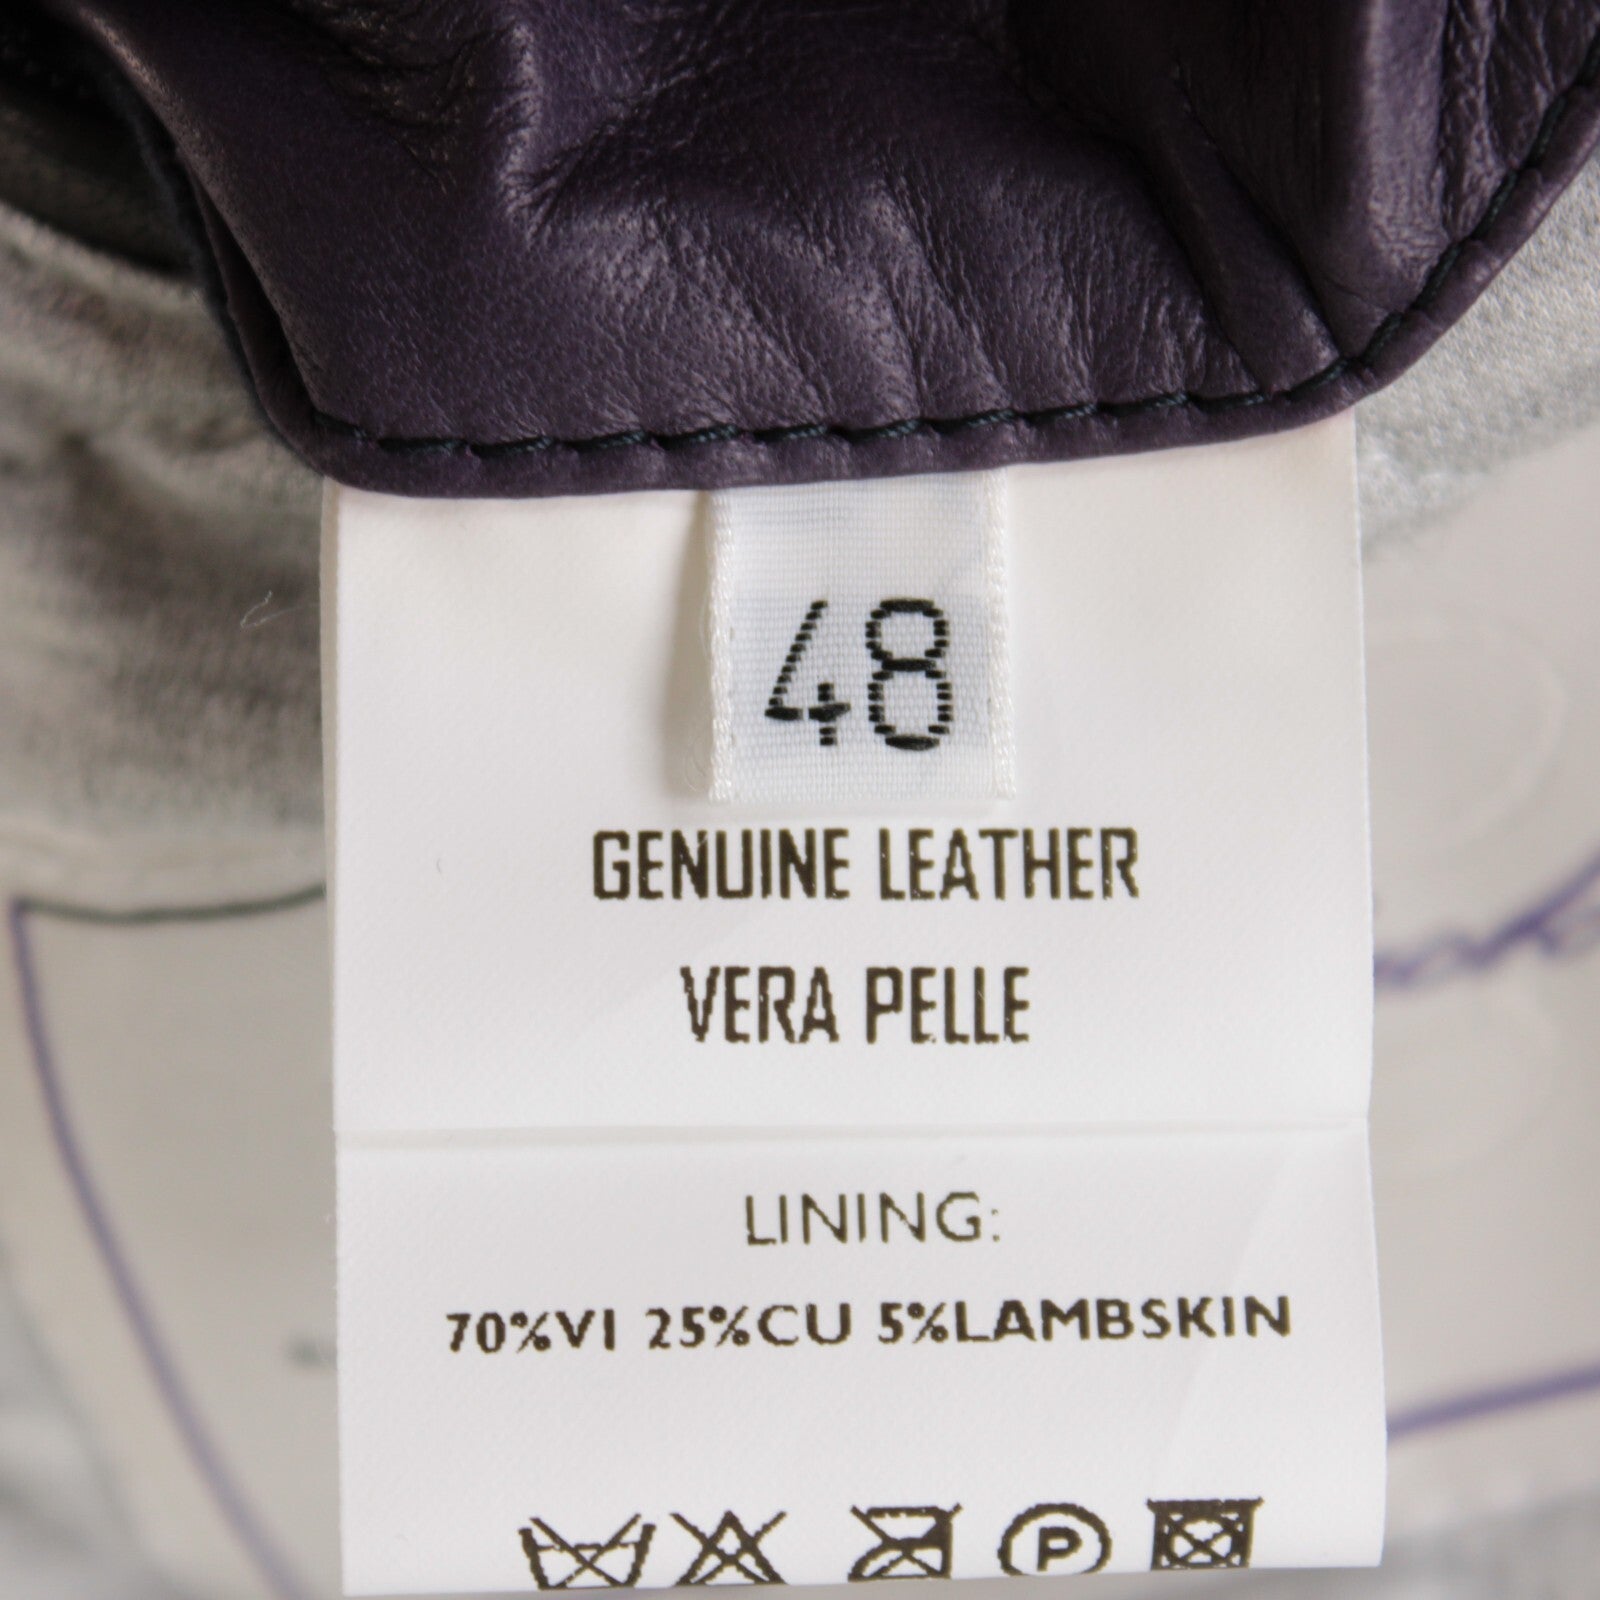 48
GENUINE LEATHER
VERA PELLE
LINING:
70%VI 25%CU 5%LAMBSKIN
P